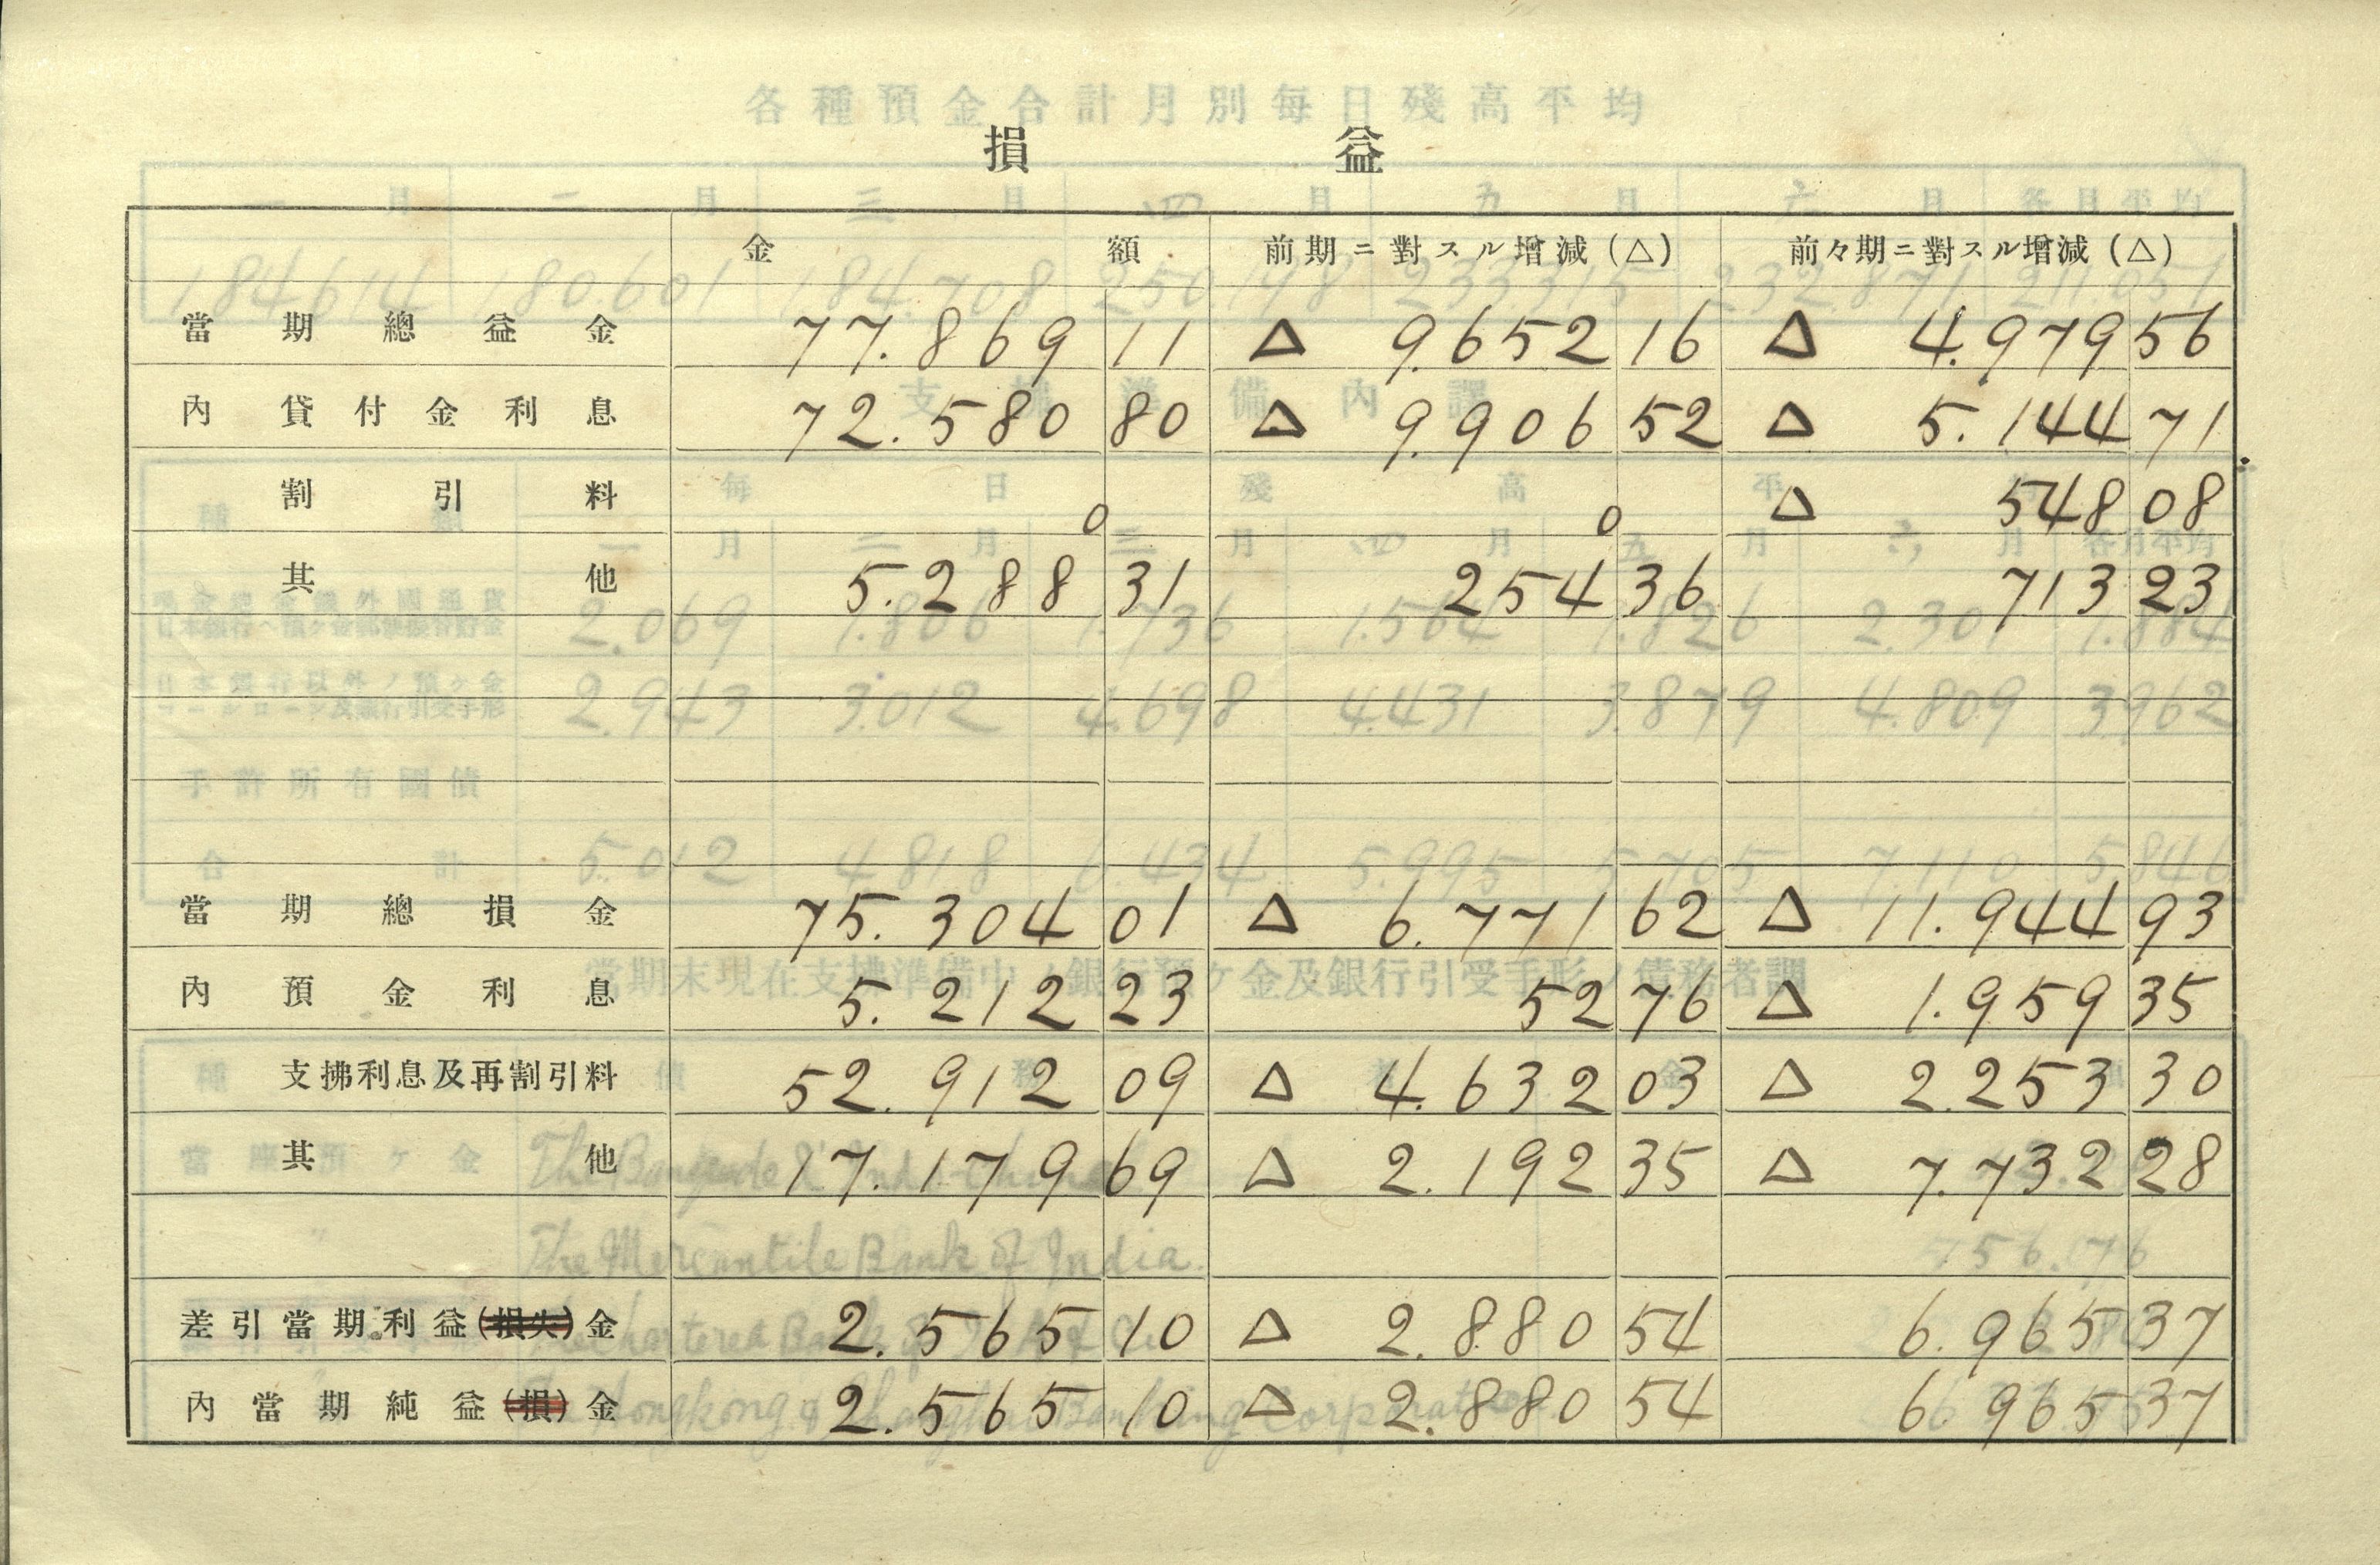 損益
金額 前期ニ對スル增減(△) 前々期ニ對スル增減(△)
當期總益金 77.869 11 △ 9.652 16 △ 4.979 56
內 貸付金利息 72.580 80 △ 9.906 52 △ 5.144 71
割引料 0 0 △ 548 08
其他 5.288 31 254 36 713 23
當期總損金 75.304 01 △ 6.771 62 △ 11.944 93
內 預金利息 5.212 23 52 76 △ 1.959 35
支拂利息及再割引料 52.912 09 △ 4.632 03 △ 2.253 30
其他 17.179 69 △ 2.192 35 △ 7.732 28
差引當期利益(損失)金 2.565 10 △ 2.880 54 6.965 37
內當期純益(損)金 2.565 10 △ 2.880 54 6.965 37